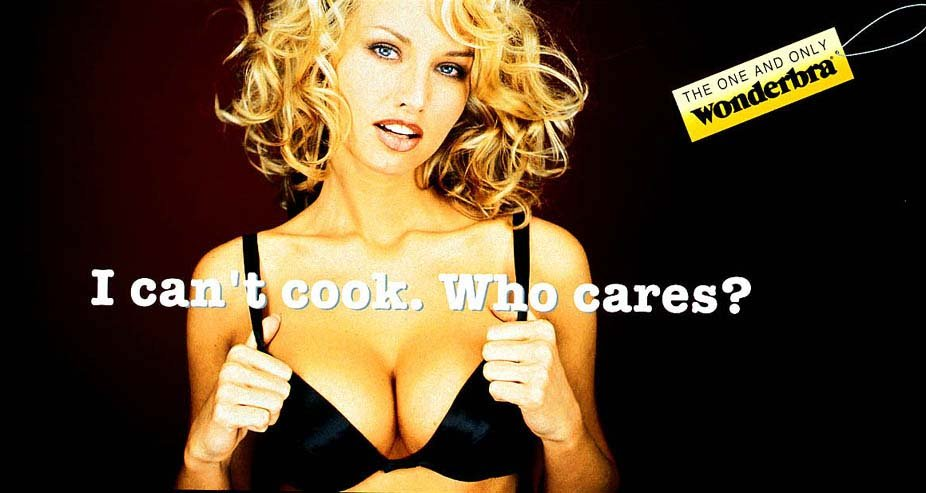 THE ONE AND ONLY
wonderbra®
I can't cook. Who cares?